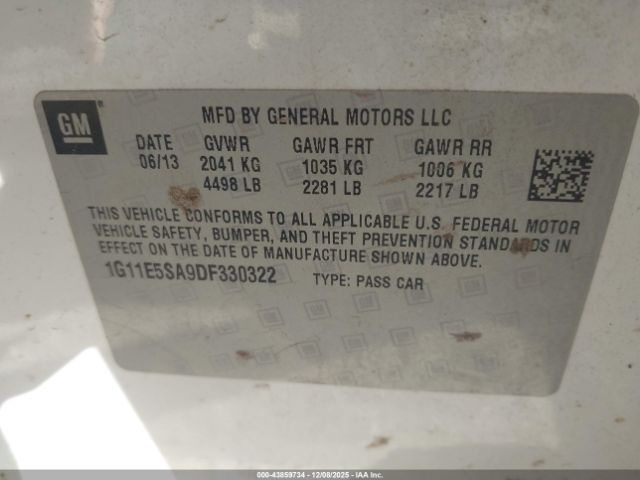 GM
MFD BY GENERAL MOTORS LLC
DATE GVWR GAWR FRT GAWR RR
06/13 2041 KG 1035 KG 1006 KG
4498 LB 2281 LB 2217 LB
THIS VEHICLE CONFORMS TO ALL APPLICABLE U.S. FEDERAL MOTOR
VEHICLE SAFETY, BUMPER, AND THEFT PREVENTION STANDARDS IN
EFFECT ON THE DATE OF MANUFACTURE SHOWN ABOVE.
1G11E5SA9DF330322 TYPE: PASS CAR
©2025 - 43859734 - 12/08/2025 - IAA, Inc.